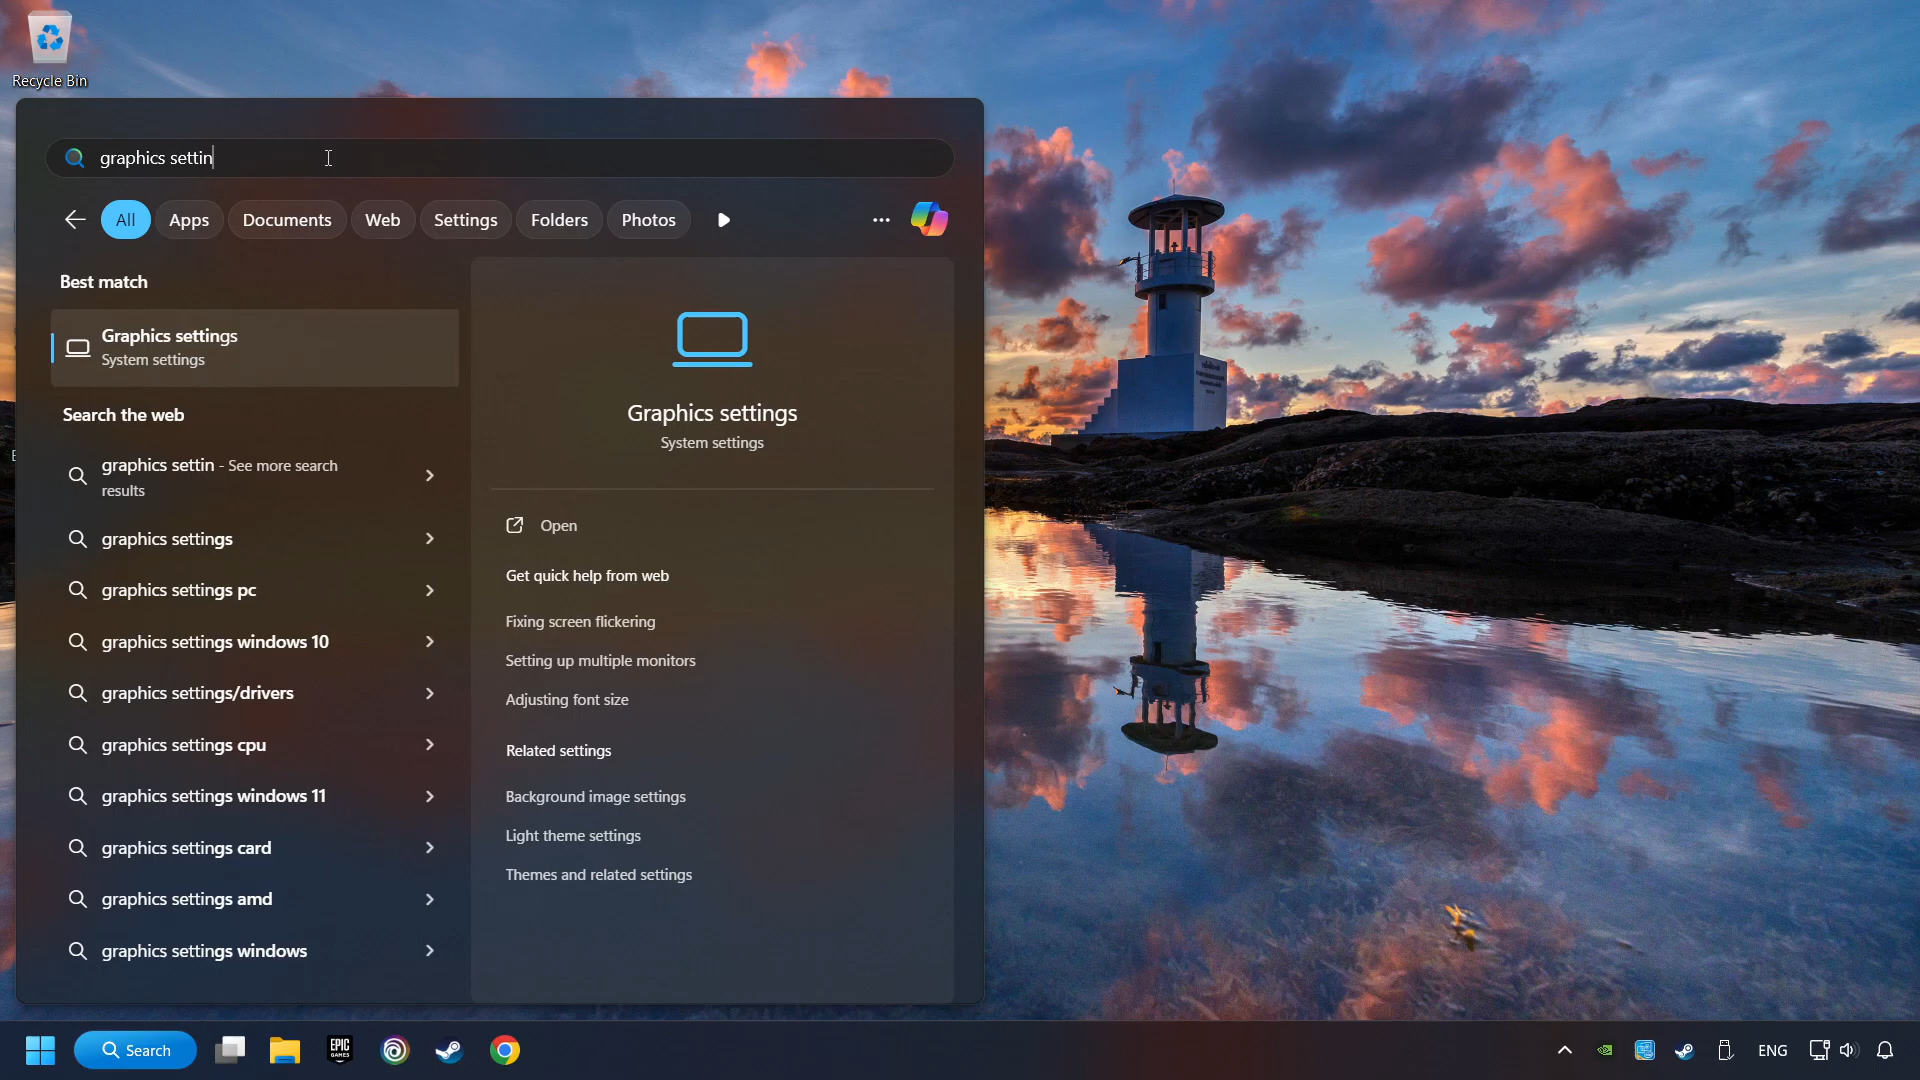 Recycle Bin
graphics settin
All
Apps
Documents
Web
Settings
Folders
Photos
Best match
Graphics settings
System settings
Search the web
graphics settin - See more search
results
graphics settings
graphics settings pc
graphics settings windows 10
graphics settings/drivers
graphics settings cpu
graphics settings windows 11
graphics settings card
graphics settings amd
graphics settings windows
Graphics settings
System settings
Open
Get quick help from web
Fixing screen flickering
Setting up multiple monitors
Adjusting font size
Related settings
Background image settings
Light theme settings
Themes and related settings
Search
EPIC
GAMES
ENG